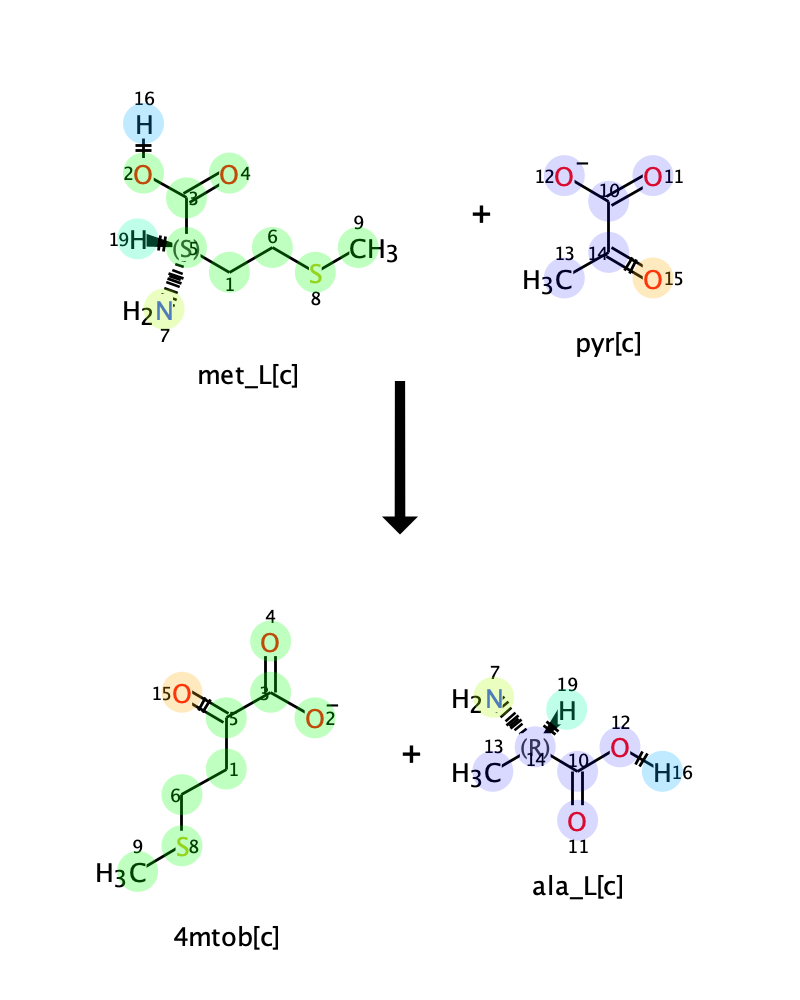 16
H
2O
O4
3
19H
(S)
5
6
9
CH3
1
S
8
H2N
7
met_L[c]
+
12O−
10
O11
13
14
H3C
O15
pyr[c]
4
O
15O
3
5
O2−
1
6
S8
9
H3C
4mtob[c]
+
7
H2N
19
H
12
O
(R)
13
14
10
H3C
H16
O
11
ala_L[c]